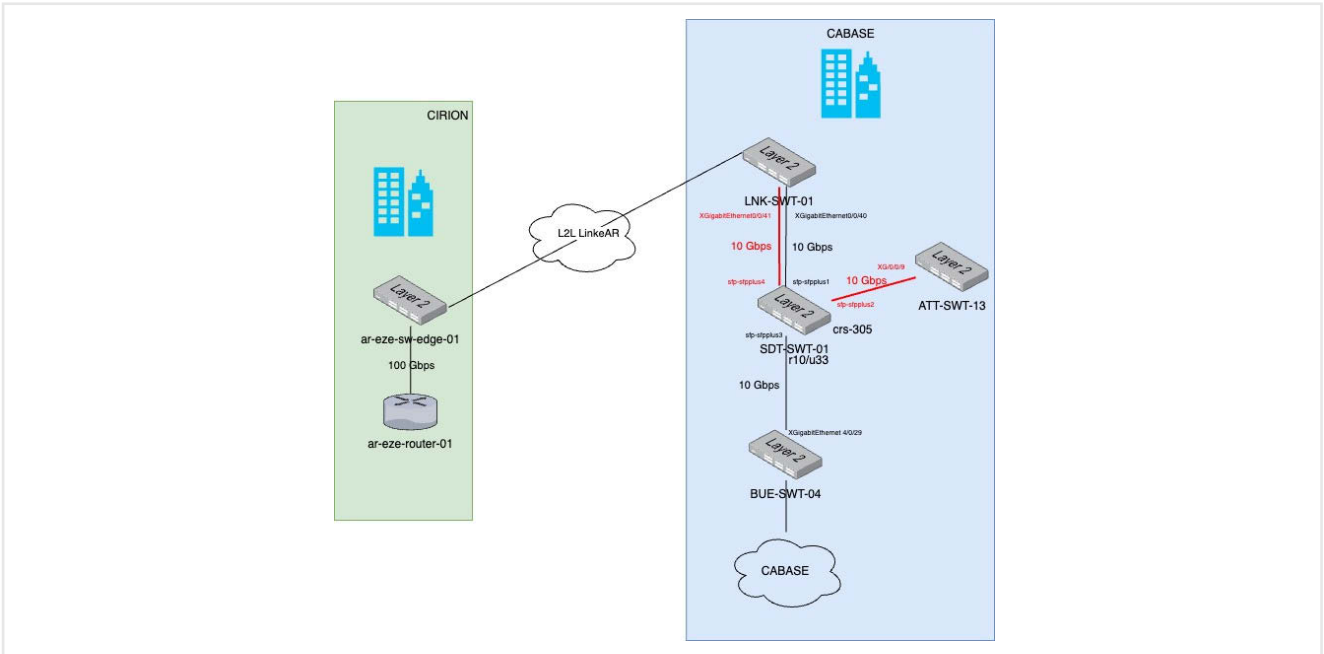 CABASE
CIRION
Layer 2
LNK-SWT-01
XGigabitEthernet0/0/41
XGigabitEthernet0/0/40
L2L LinkeAR
10 Gbps
10 Gbps
Layer 2
XG/0/0/9
10 Gbps
sfp-sfpplus4
sfp-sfpplus1
sfp-sfpplus2
ATT-SWT-13
Layer 2
ar-eze-sw-edge-01
Layer 2
crs-305
sfp-sfpplus3
SDT-SWT-01
r10/u33
100 Gbps
10 Gbps
ar-eze-router-01
XGigabitEthernet 4/0/29
Layer 2
BUE-SWT-04
CABASE